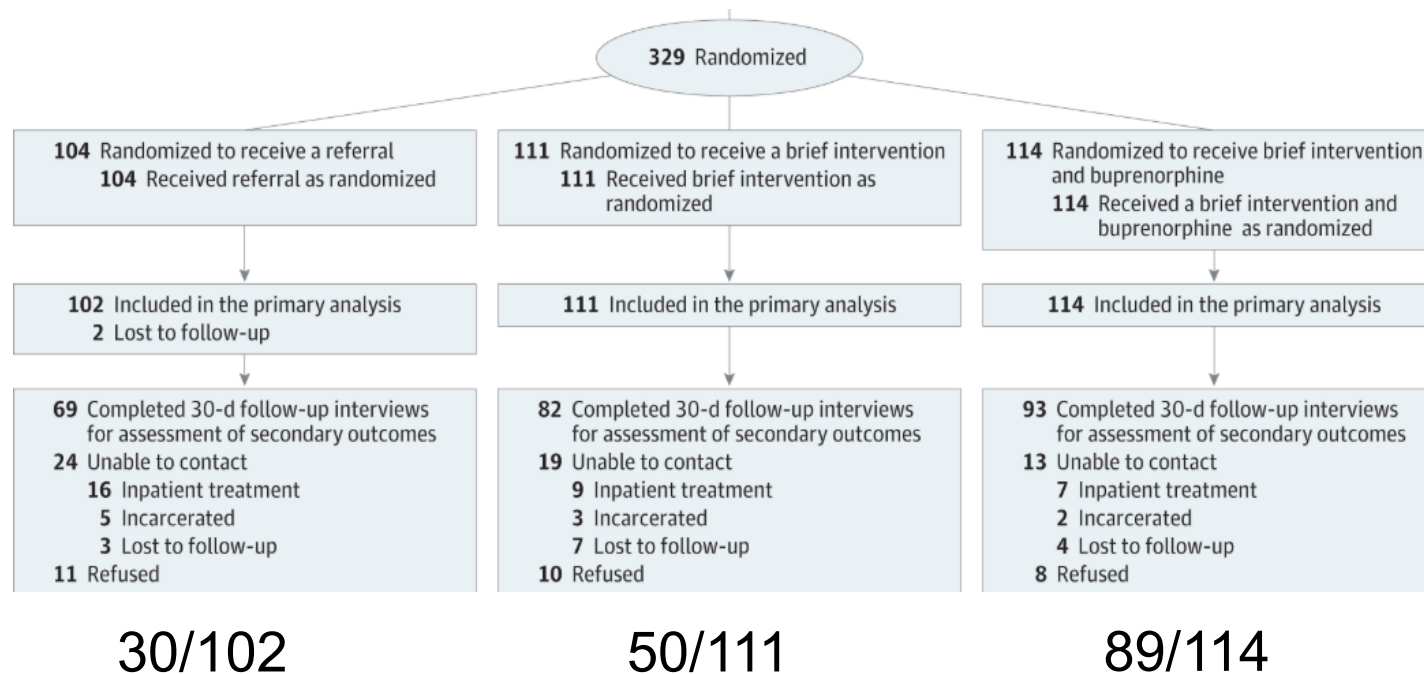 329 Randomized
104 Randomized to receive a referral
104 Received referral as randomized
111 Randomized to receive a brief intervention
111 Received brief intervention as
randomized
114 Randomized to receive brief intervention
and buprenorphine
114 Received a brief intervention and
buprenorphine as randomized
102 Included in the primary analysis
2 Lost to follow-up
111 Included in the primary analysis
114 Included in the primary analysis
69 Completed 30-d follow-up interviews
for assessment of secondary outcomes
24 Unable to contact
16 Inpatient treatment
5 Incarcerated
3 Lost to follow-up
11 Refused
82 Completed 30-d follow-up interviews
for assessment of secondary outcomes
19 Unable to contact
9 Inpatient treatment
3 Incarcerated
7 Lost to follow-up
10 Refused
93 Completed 30-d follow-up interviews
for assessment of secondary outcomes
13 Unable to contact
7 Inpatient treatment
2 Incarcerated
4 Lost to follow-up
8 Refused
30/102
50/111
89/114